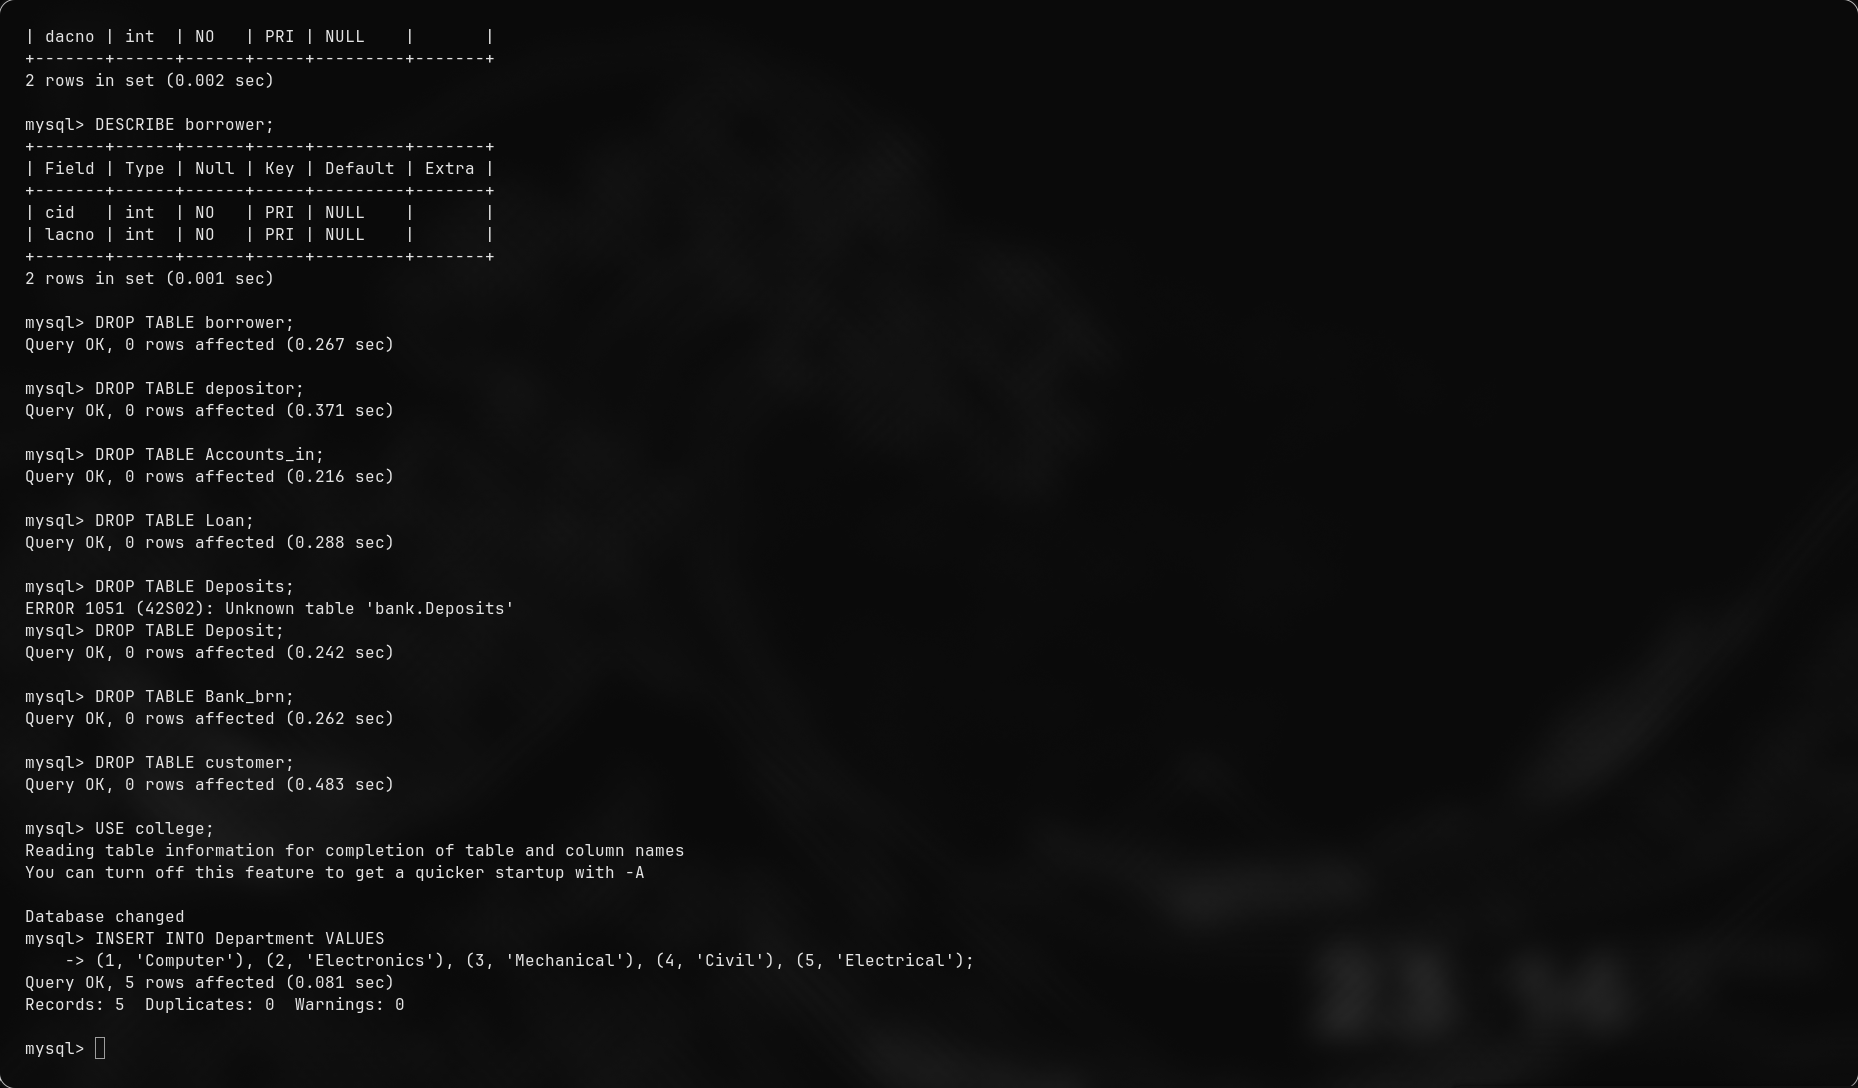 | dacno | int  | NO   | PRI | NULL    |       |
+-------+------+------+-----+---------+-------+
2 rows in set (0.002 sec)

mysql> DESCRIBE borrower;
+-------+------+------+-----+---------+-------+
| Field | Type | Null | Key | Default | Extra |
+-------+------+------+-----+---------+-------+
| cid   | int  | NO   | PRI | NULL    |       |
| lacno | int  | NO   | PRI | NULL    |       |
+-------+------+------+-----+---------+-------+
2 rows in set (0.001 sec)

mysql> DROP TABLE borrower;
Query OK, 0 rows affected (0.267 sec)

mysql> DROP TABLE depositor;
Query OK, 0 rows affected (0.371 sec)

mysql> DROP TABLE Accounts_in;
Query OK, 0 rows affected (0.216 sec)

mysql> DROP TABLE Loan;
Query OK, 0 rows affected (0.288 sec)

mysql> DROP TABLE Deposits;
ERROR 1051 (42S02): Unknown table 'bank.Deposits'
mysql> DROP TABLE Deposit;
Query OK, 0 rows affected (0.242 sec)

mysql> DROP TABLE Bank_brn;
Query OK, 0 rows affected (0.262 sec)

mysql> DROP TABLE customer;
Query OK, 0 rows affected (0.483 sec)

mysql> USE college;
Reading table information for completion of table and column names
You can turn off this feature to get a quicker startup with -A

Database changed
mysql> INSERT INTO Department VALUES
    -> (1, 'Computer'), (2, 'Electronics'), (3, 'Mechanical'), (4, 'Civil'), (5, 'Electrical');
Query OK, 5 rows affected (0.081 sec)
Records: 5  Duplicates: 0  Warnings: 0

mysql>